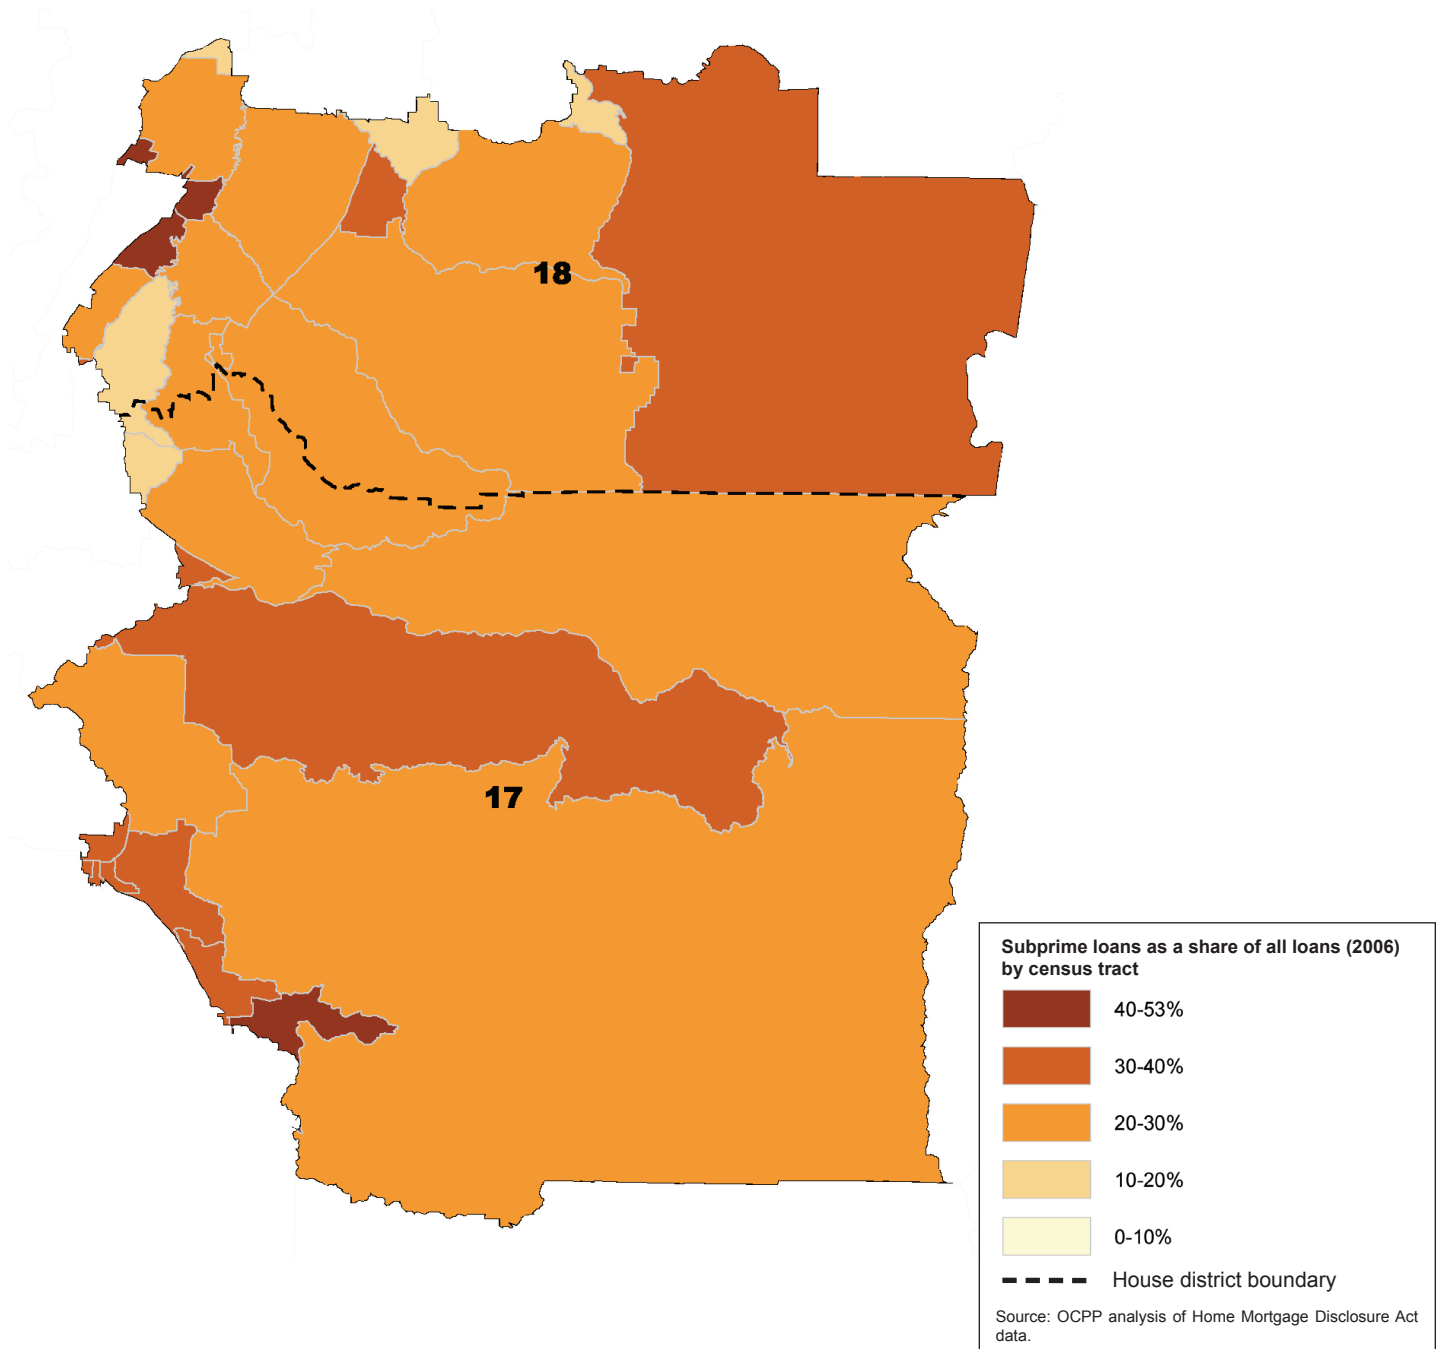 18
17
Subprime loans as a share of all loans (2006)
by census tract
40-53%
30-40%
20-30%
10-20%
0-10%
House district boundary
Source: OCPP analysis of Home Mortgage Disclosure Act
data.